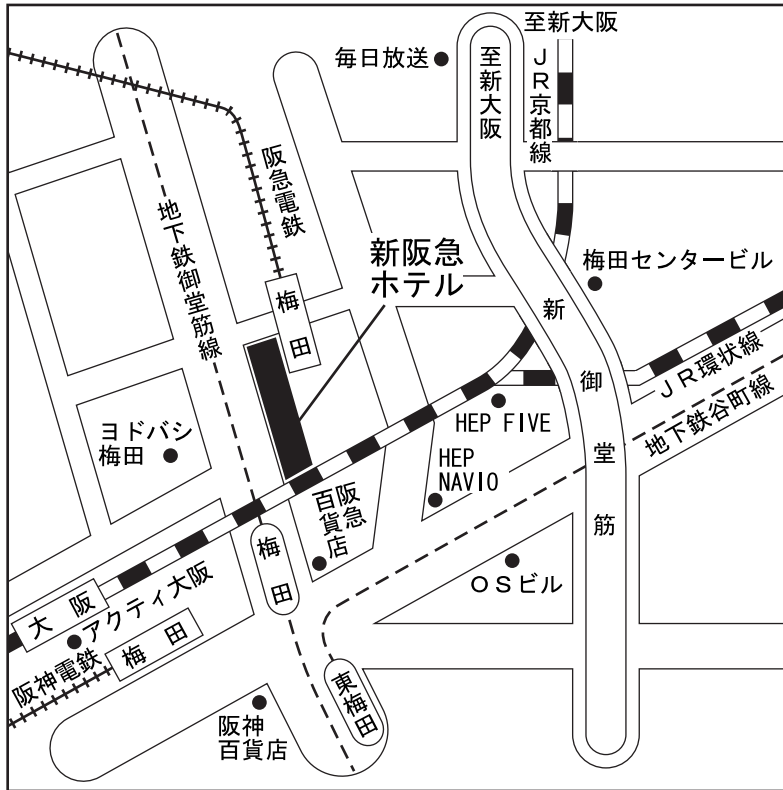 至新大阪
毎日放送
至新大阪
JR京都線
阪急電鉄
地下鉄御堂筋線
新阪急
ホテル
梅田センタービル
梅田
新御堂筋
JR環状線
地下鉄谷町線
ヨドバシ
梅田
HEP FIVE
HEP
NAVIO
阪急
百貨店
梅田
OSビル
大阪
アクティ大阪
梅田
阪神電鉄
東梅田
阪神
百貨店